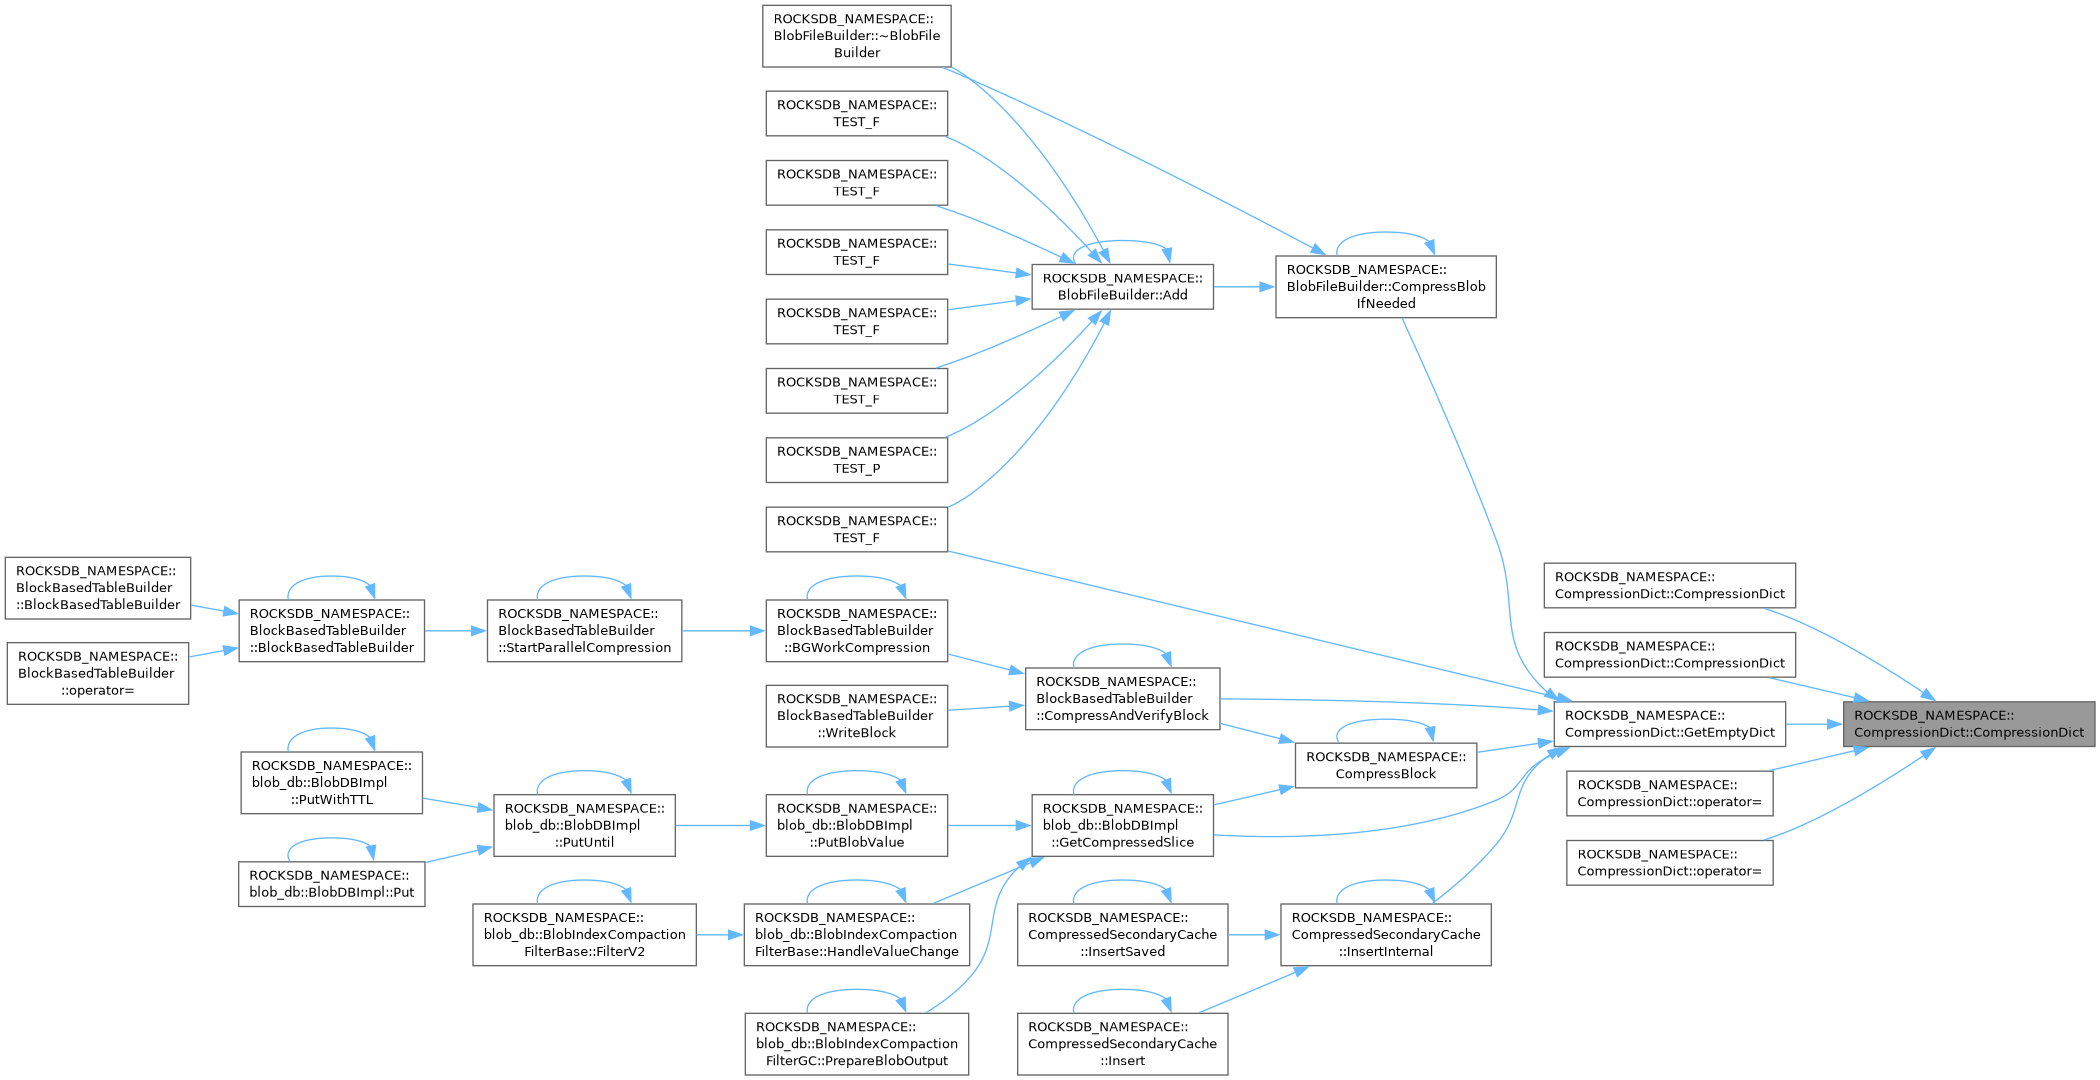 ROCKSDB_NAMESPACE::
BlobFileBuilder::~BlobFile
Builder
ROCKSDB_NAMESPACE::
TEST_F
ROCKSDB_NAMESPACE::
TEST_F
ROCKSDB_NAMESPACE::
TEST_F
ROCKSDB_NAMESPACE::
TEST_F
ROCKSDB_NAMESPACE::
TEST_F
ROCKSDB_NAMESPACE::
TEST_P
ROCKSDB_NAMESPACE::
TEST_F
ROCKSDB_NAMESPACE::
BlobFileBuilder::Add
ROCKSDB_NAMESPACE::
BlobFileBuilder::CompressBlob
IfNeeded
ROCKSDB_NAMESPACE::
BlockBasedTableBuilder
::BlockBasedTableBuilder
ROCKSDB_NAMESPACE::
BlockBasedTableBuilder
::operator=
ROCKSDB_NAMESPACE::
BlockBasedTableBuilder
::BlockBasedTableBuilder
ROCKSDB_NAMESPACE::
BlockBasedTableBuilder
::StartParallelCompression
ROCKSDB_NAMESPACE::
BlockBasedTableBuilder
::BGWorkCompression
ROCKSDB_NAMESPACE::
BlockBasedTableBuilder
::WriteBlock
ROCKSDB_NAMESPACE::
BlockBasedTableBuilder
::CompressAndVerifyBlock
ROCKSDB_NAMESPACE::
CompressBlock
ROCKSDB_NAMESPACE::
CompressionDict::CompressionDict
ROCKSDB_NAMESPACE::
CompressionDict::CompressionDict
ROCKSDB_NAMESPACE::
CompressionDict::GetEmptyDict
ROCKSDB_NAMESPACE::
CompressionDict::operator=
ROCKSDB_NAMESPACE::
CompressionDict::operator=
ROCKSDB_NAMESPACE::
CompressionDict::CompressionDict
ROCKSDB_NAMESPACE::
blob_db::BlobDBImpl
::PutWithTTL
ROCKSDB_NAMESPACE::
blob_db::BlobDBImpl::Put
ROCKSDB_NAMESPACE::
blob_db::BlobDBImpl
::PutUntil
ROCKSDB_NAMESPACE::
blob_db::BlobDBImpl
::PutBlobValue
ROCKSDB_NAMESPACE::
blob_db::BlobDBImpl
::GetCompressedSlice
ROCKSDB_NAMESPACE::
blob_db::BlobIndexCompaction
FilterBase::FilterV2
ROCKSDB_NAMESPACE::
blob_db::BlobIndexCompaction
FilterBase::HandleValueChange
ROCKSDB_NAMESPACE::
blob_db::BlobIndexCompaction
FilterGC::PrepareBlobOutput
ROCKSDB_NAMESPACE::
CompressedSecondaryCache
::InsertSaved
ROCKSDB_NAMESPACE::
CompressedSecondaryCache
::Insert
ROCKSDB_NAMESPACE::
CompressedSecondaryCache
::InsertInternal